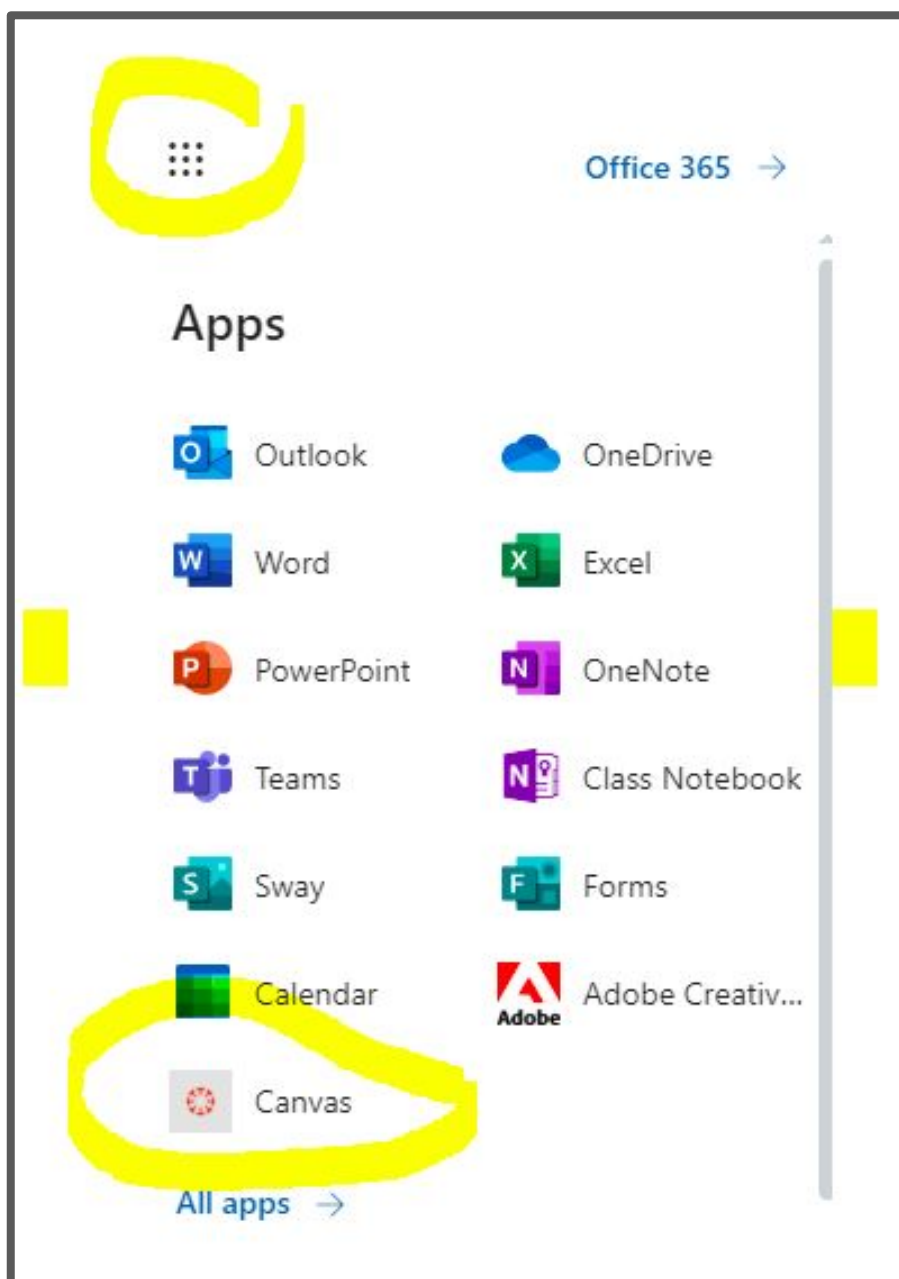 Office 365 →
Apps
Outlook
OneDrive
Word
Excel
PowerPoint
OneNote
Teams
Class Notebook
Sway
Forms
Calendar
Adobe
Adobe Creativ...
Canvas
All apps →